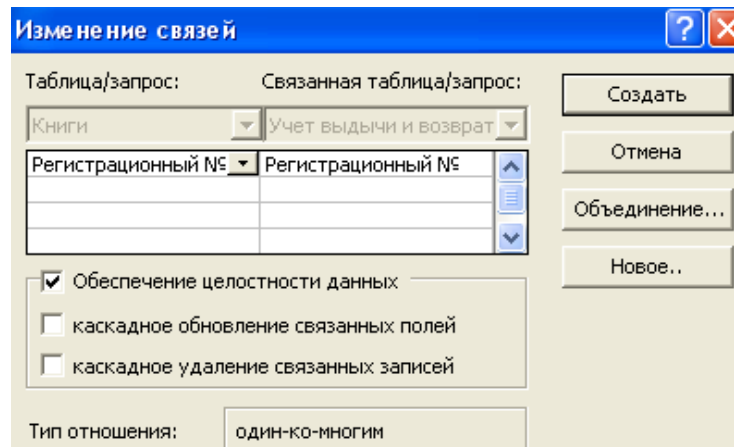 Изменение связей
Таблица/запрос: Связанная таблица/запрос:
Создать
Книги Учет выдычи и возврат
Регистрационный № Регистрационный №
Отмена
Объединение...
Новое..
Обеспечение целостности данных
каскадное обновление связанных полей
каскадное удаление связанных записей
Тип отношения: один-ко-многим